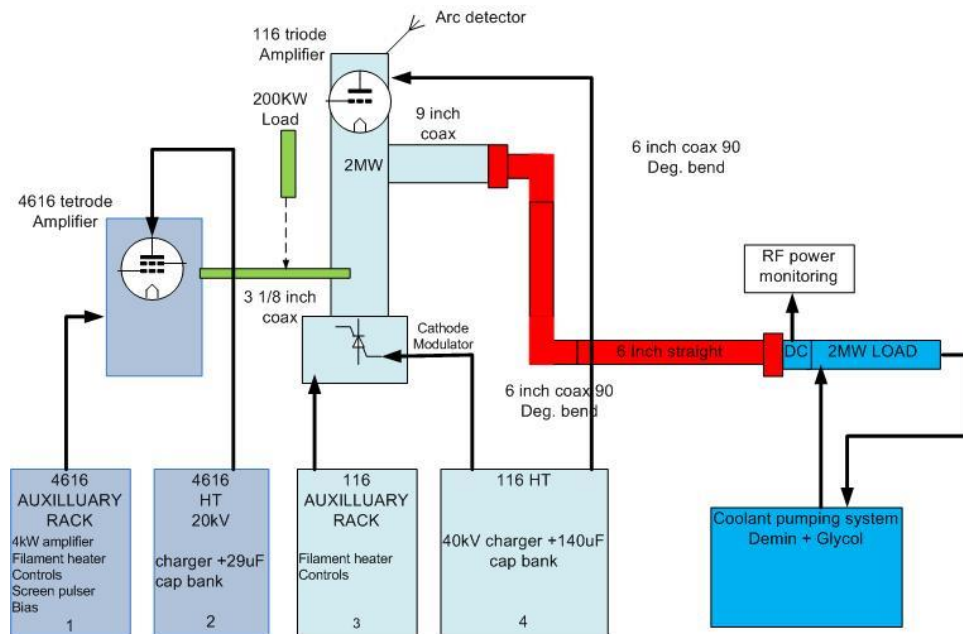 Arc detector
116 triode
Amplifier
200KW
Load
9 inch
coax
2MW
6 inch coax 90
Deg. bend
4616 tetrode
Amplifier
3 1/8 inch
coax
RF power
monitoring
Cathode
Modulator
6 inch straight
DC
2MW LOAD
6 inch coax 90
Deg. bend
4616
AUXILLUARY
RACK
4kW amplifier
Filament heater
Controls
Screen pulser
Bias
1
4616
HT
20kV
charger +29uF
cap bank
2
116
AUXILLUARY
RACK
Filament heater
Controls
3
116 HT
40kV charger +140uF
cap bank
4
Coolant pumping system
Demin + Glycol